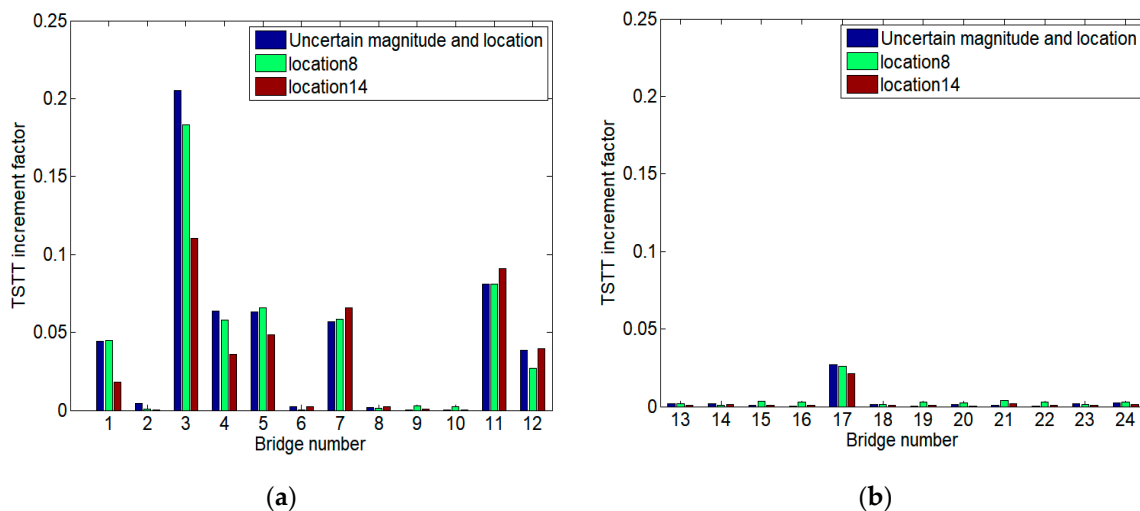 0.25
0.2
0.15
0.1
0.05
0
TSTT increment factor
Uncertain magnitude and location
location8
location14
1 2 3 4 5 6 7 8 9 10 11 12
Bridge number
(a)
0.25
0.2
0.15
0.1
0.05
0
TSTT increment factor
Uncertain magnitude and location
location8
location14
13 14 15 16 17 18 19 20 21 22 23 24
Bridge number
(b)